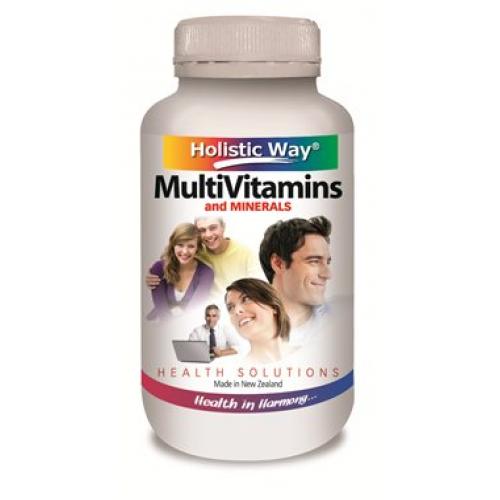 Holistic Way®
MultiVitamins
and MINERALS
HEALTH SOLUTIONS
Made in New Zealand
Health in Harmony...